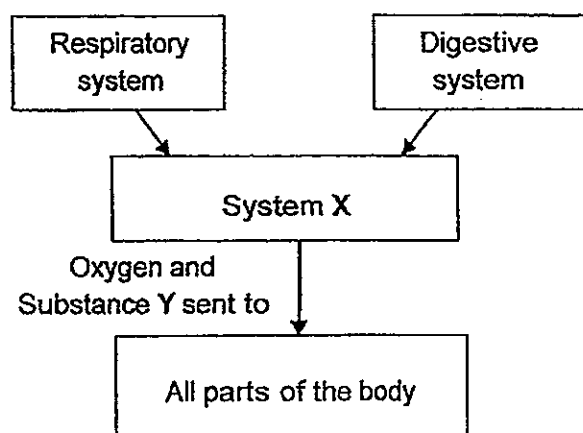 Respiratory
system
Digestive
system
System X
Oxygen and
Substance Y sent to
All parts of the body